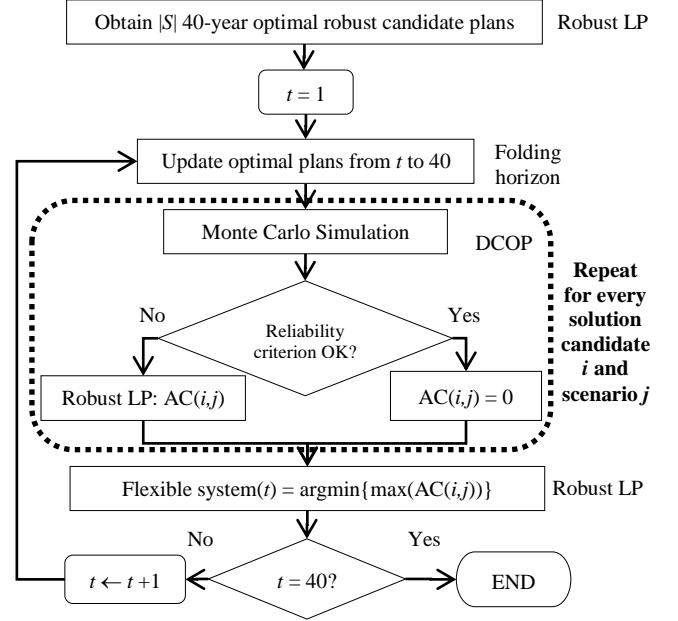 Obtain |S| 40-year optimal robust candidate plans
Robust LP
t = 1
Update optimal plans from t to 40
Folding
horizon
Monte Carlo Simulation
DCOP
Repeat
for every
solution
candidate
i and
scenario j
No
Yes
Reliability
criterion OK?
Robust LP: AC(i,j)
AC(i,j) = 0
Flexible system(t) = argmin{max(AC(i,j))}
Robust LP
No
Yes
t ← t +1
t = 40?
END